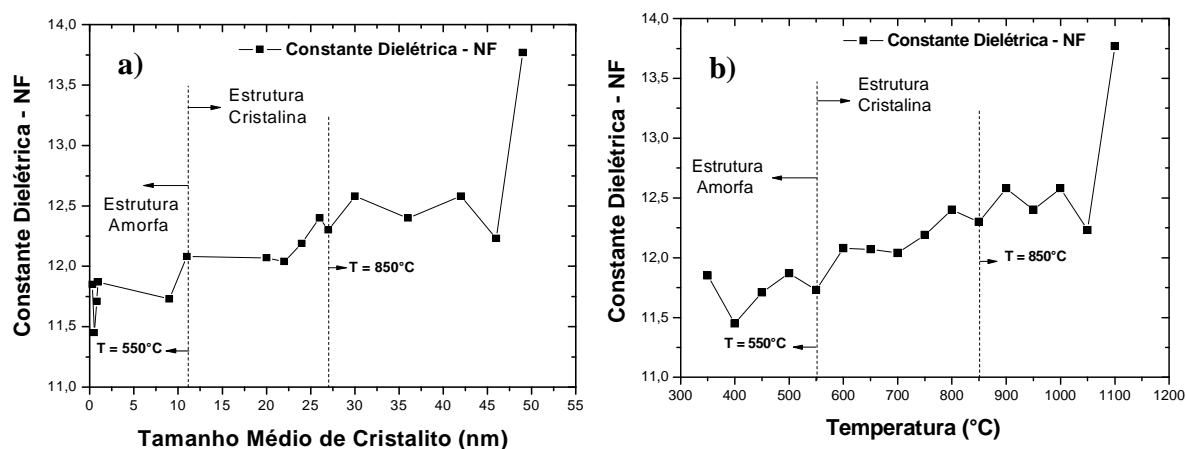 a)
Constante Dielétrica - NF
Estrutura
Cristalina
Estrutura
Amorfa
T = 850°C
T = 550°C
Constante Dielétrica - NF
14,0
13,5
13,0
12,5
12,0
11,5
11,0
0 5 10 15 20 25 30 35 40 45 50 55
Tamanho Médio de Cristalito (nm)
b)
Constante Dielétrica - NF
Estrutura
Cristalina
Estrutura
Amorfa
T = 850°C
T = 550°C
Constante Dielétrica - NF
14,0
13,5
13,0
12,5
12,0
11,5
11,0
300 400 500 600 700 800 900 1000 1100 1200
Temperatura (°C)